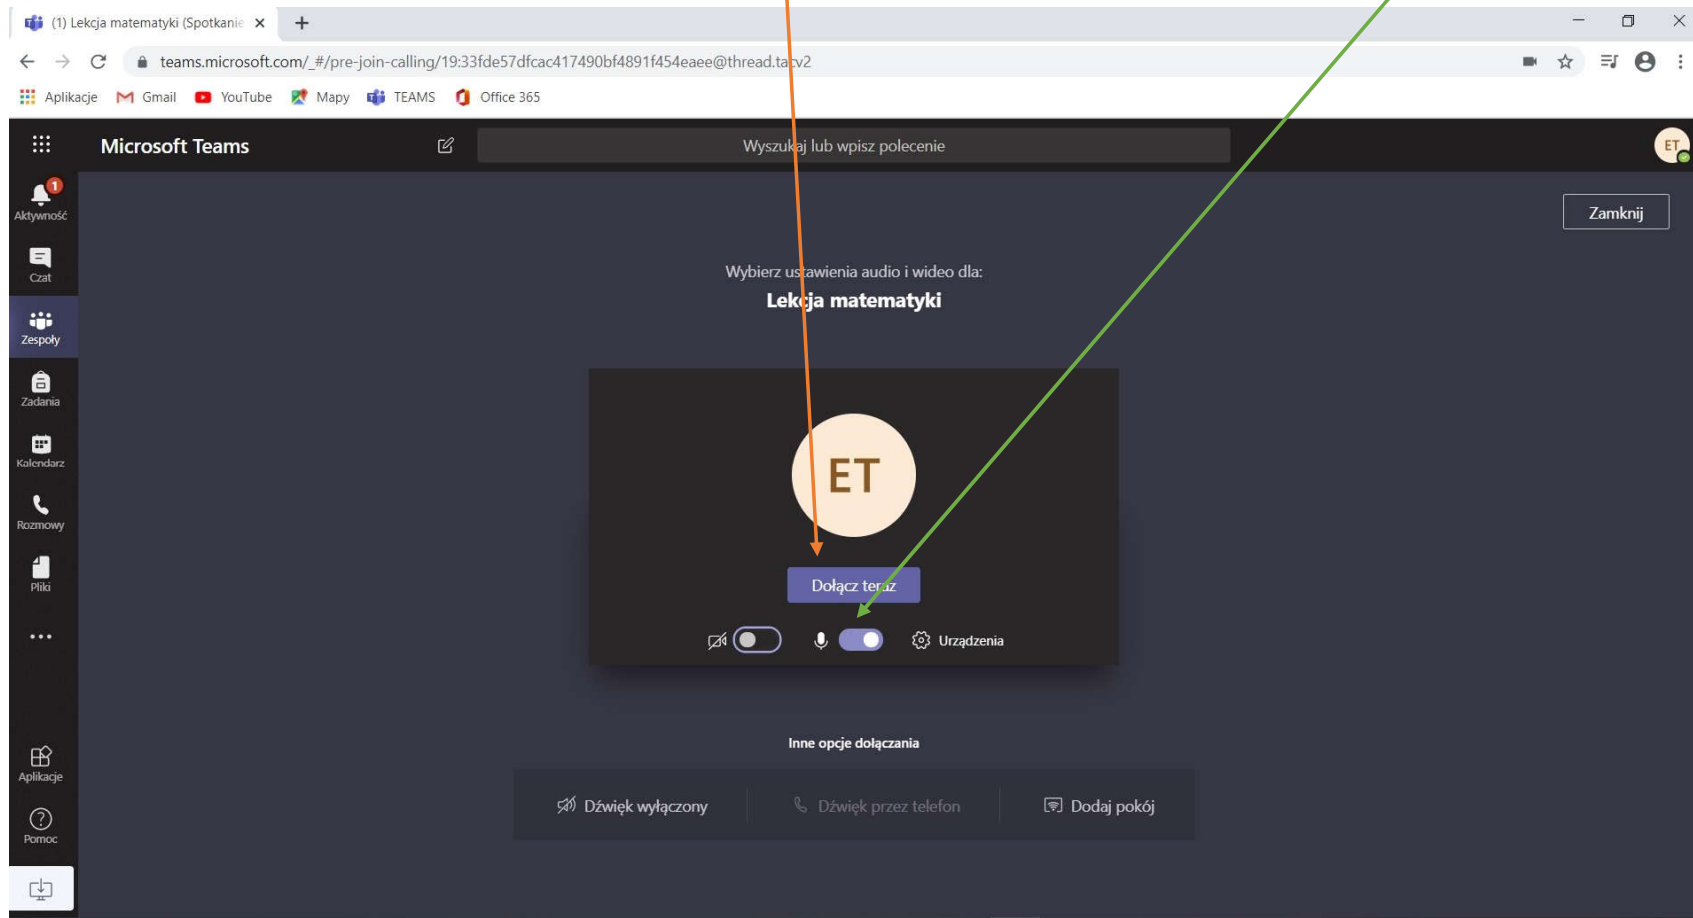 (1) Lekcja matematyki (Spotkanie
teams.microsoft.com/_#/pre-join-calling/19:33fde57dfcac417490bf4891f454eaee@thread.tacv2
Aplikacje Gmail YouTube Mapy TEAMS Office 365
Microsoft Teams Wyszukaj lub wpisz polecenie ET
1
Aktywność
Zamknij
Czat
Wybierz ustawienia audio i wideo dla:
Lekcja matematyki
Zespoły
Zadania
Kalendarz
ET
Rozmowy
Pliki
Dołącz teraz
Urządzenia
Inne opcje dołączania
Aplikacje
Dźwięk wyłączony Dźwięk przez telefon Dodaj pokój
Pomoc